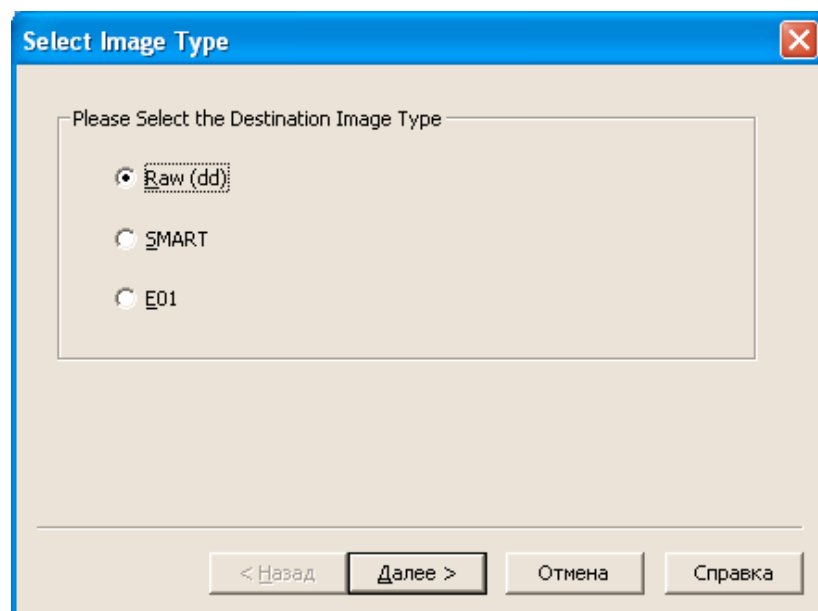 Select Image Type
Please Select the Destination Image Type
Raw (dd)
SMART
E01
< Назад Далее > Отмена Справка